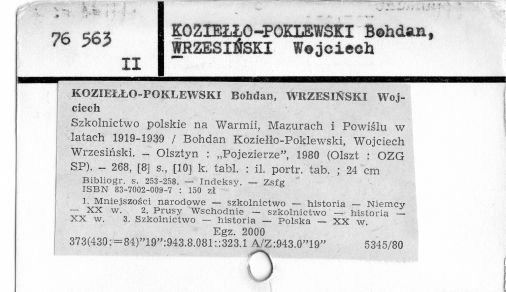 76 563
II
KOZIEŁŁO-POKLEWSKI Bohdan,
WRZESIŃSKI Wojciech
KOZIEŁŁO-POKLEWSKI Bohdan, WRZESIŃSKI Woj-
ciech
Szkolnictwo polskie na Warmii, Mazurach i Powiślu w
latach 1919-1939 / Bohdan Koziełło-Poklewski, Wojciech
Wrzesiński. – Olsztyn : „Pojezierze", 1980 (Olszt : OZG
SP). – 268, [8] s., [10] k. tabl. : il. portr. tab. ; 24 cm
Bibliogr. s. 253-258. — Indeksy. — Zsfg
ISBN 83-7002-009-7 : 150 zł
1. Mniejszości narodowe — szkolnictwo — historia — Niemcy
— XX w. 2. Prusy Wschodnie — szkolnictwo — historia —
XX w. 3. Szkolnictwo — historia — Polska — XX w.
Egz. 2000
373(430:=84)"19":943.8.081::323.1 A/Z:943.0"19" 5345/80